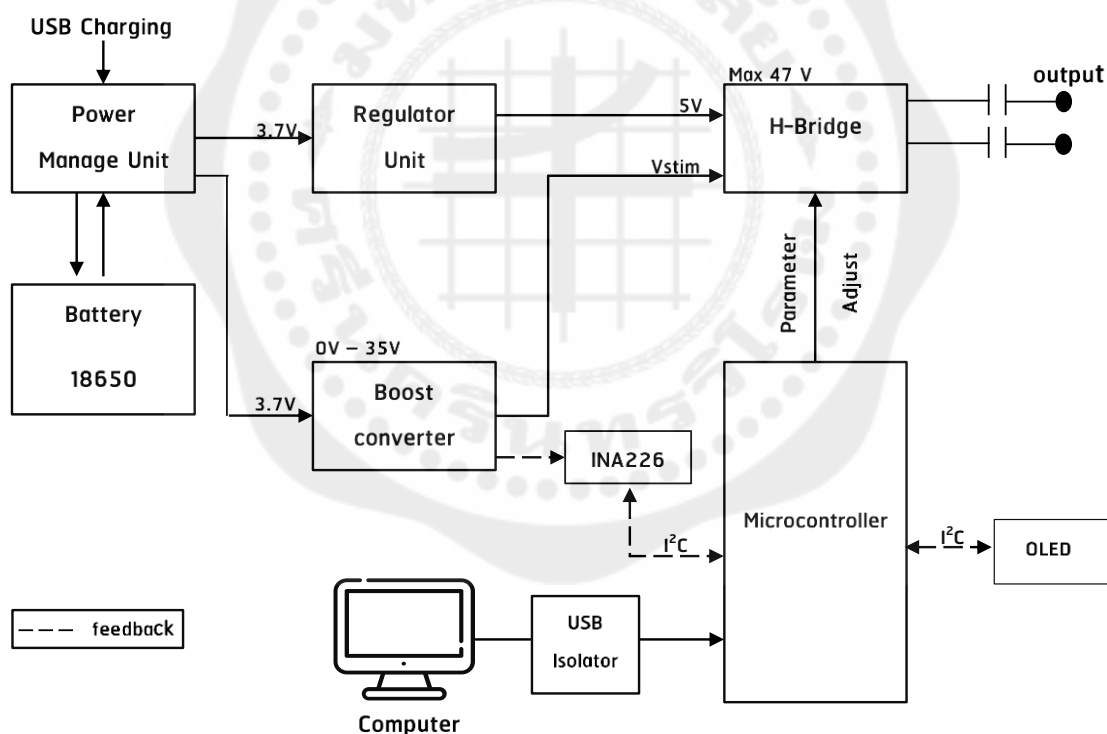 USB Charging
Power
Manage Unit
3.7V
Regulator
Unit
5V
Vstim
Max 47 V
H-Bridge
output
Battery
18650
Parameter
Adjust
0V – 35V
3.7V
Boost
converter
INA226
I²C
Microcontroller
I²C
OLED
feedback
USB
Isolator
Computer